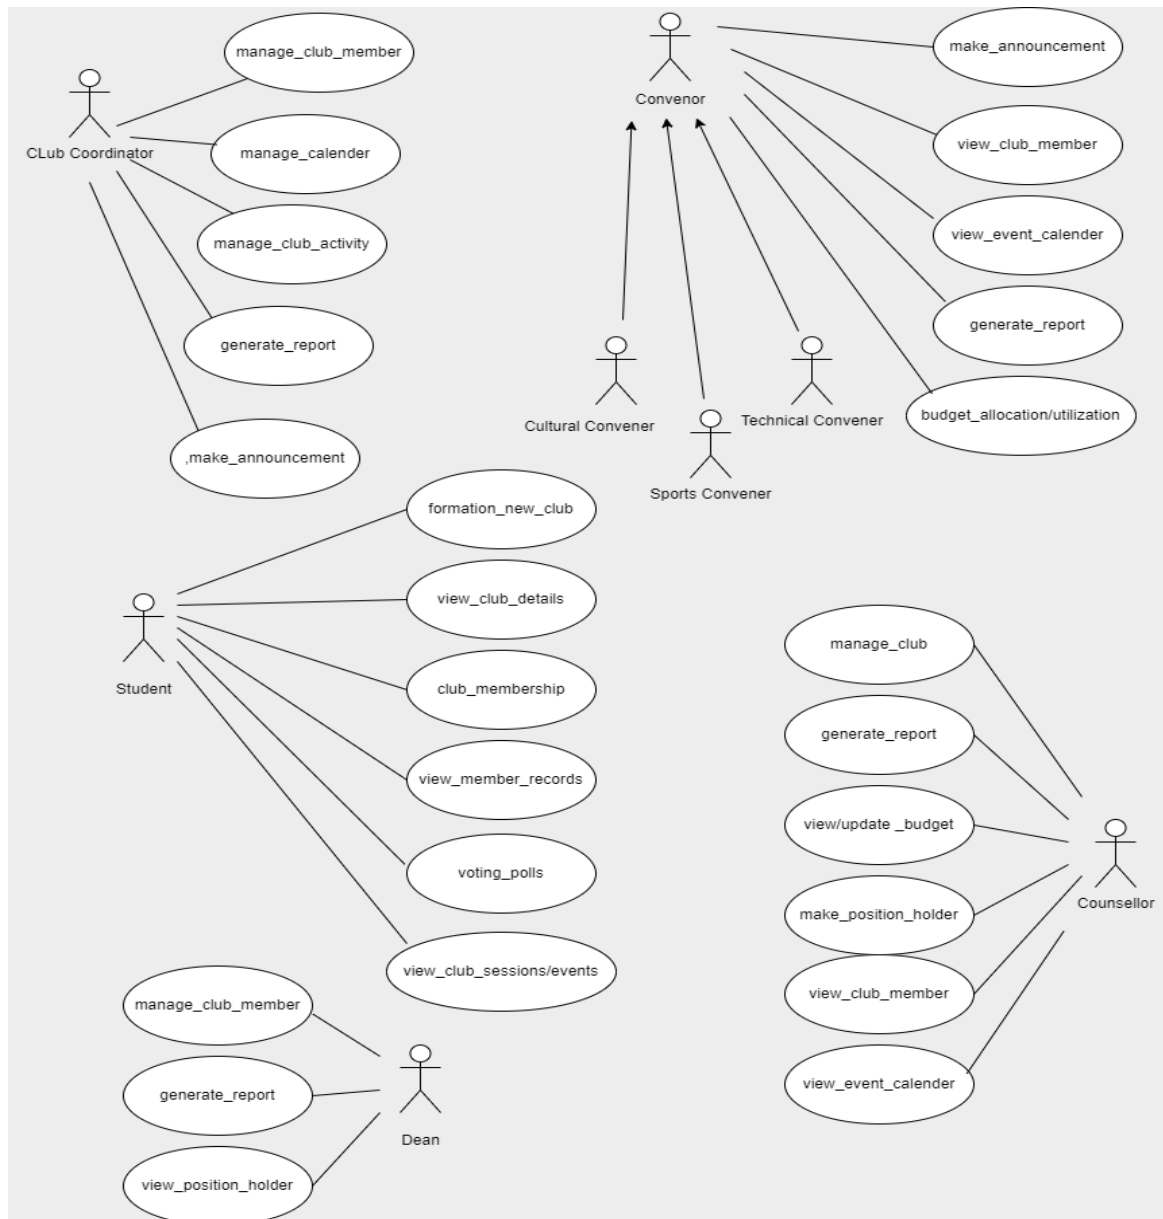 manage_club_member
CLub Coordinator
manage_calender
manage_club_activity
generate_report
,make_announcement
Convenor
make_announcement
view_club_member
view_event_calender
generate_report
budget_allocation/utilization
Cultural Convener
Sports Convener
Technical Convener
formation_new_club
view_club_details
Student
club_membership
view_member_records
voting_polls
view_club_sessions/events
manage_club
generate_report
view/update _budget
Counsellor
make_position_holder
view_club_member
view_event_calender
manage_club_member
generate_report
Dean
view_position_holder